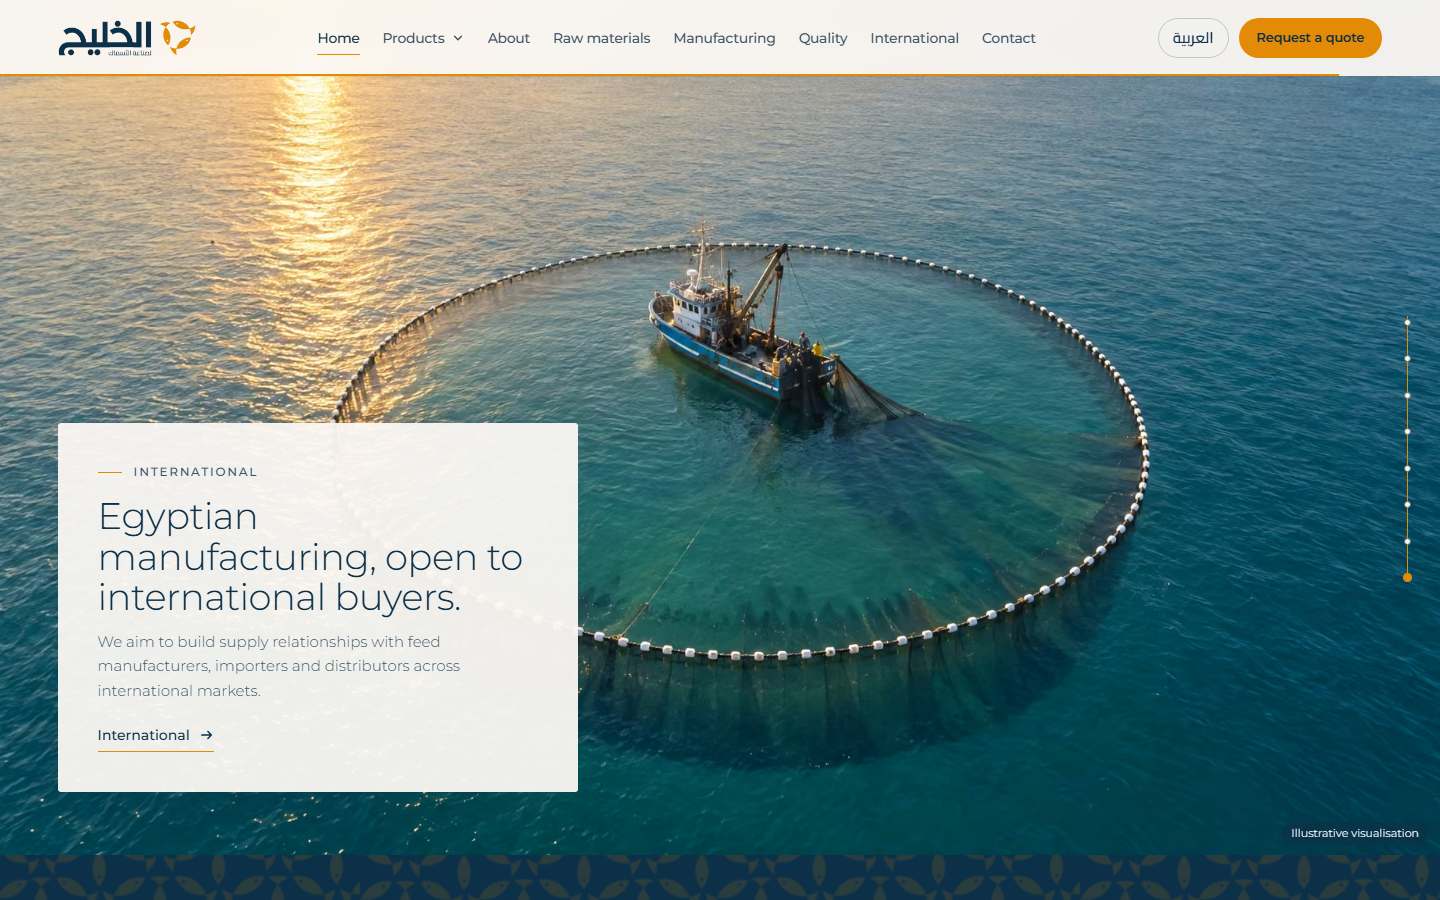 الخليج
لصناعة الأسماك
Home
Products
About
Raw materials
Manufacturing
Quality
International
Contact
العربية
Request a quote
INTERNATIONAL
Egyptian
manufacturing, open to
international buyers.
We aim to build supply relationships with feed
manufacturers, importers and distributors across
international markets.
International
Illustrative visualisation